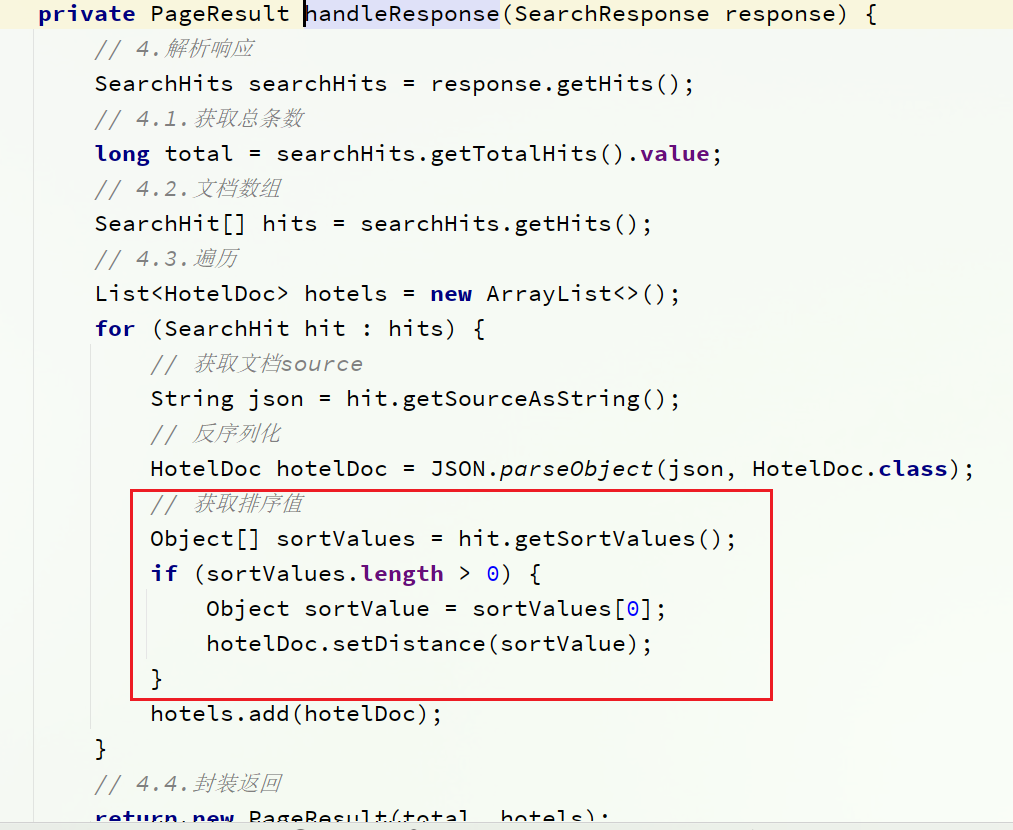 private PageResult handleResponse(SearchResponse response) {
// 4.解析响应
SearchHits searchHits = response.getHits();
// 4.1.获取总条数
long total = searchHits.getTotalHits().value;
// 4.2.文档数组
SearchHit[] hits = searchHits.getHits();
// 4.3.遍历
List<HotelDoc> hotels = new ArrayList<>();
for (SearchHit hit : hits) {
// 获取文档source
String json = hit.getSourceAsString();
// 反序列化
HotelDoc hotelDoc = JSON.parseObject(json, HotelDoc.class);
// 获取排序值
Object[] sortValues = hit.getSortValues();
if (sortValues.length > 0) {
Object sortValue = sortValues[0];
hotelDoc.setDistance(sortValue);
}
hotels.add(hotelDoc);
}
// 4.4.封装返回
return new PageResult(total, hotels);